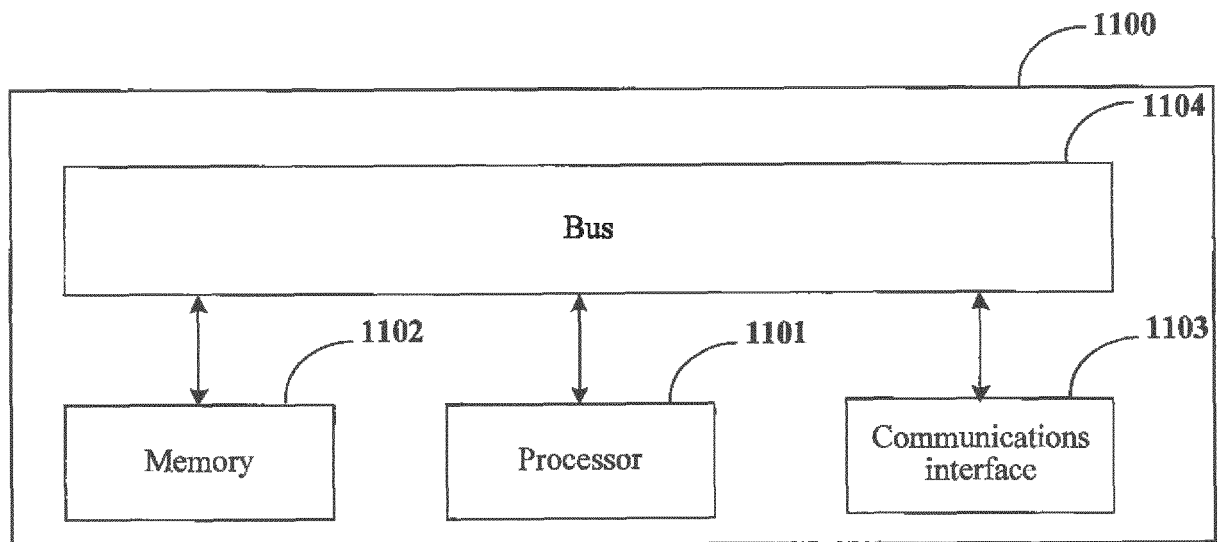 1100
1104
Bus
1102
1101
1103
Memory
Processor
Communications
interface